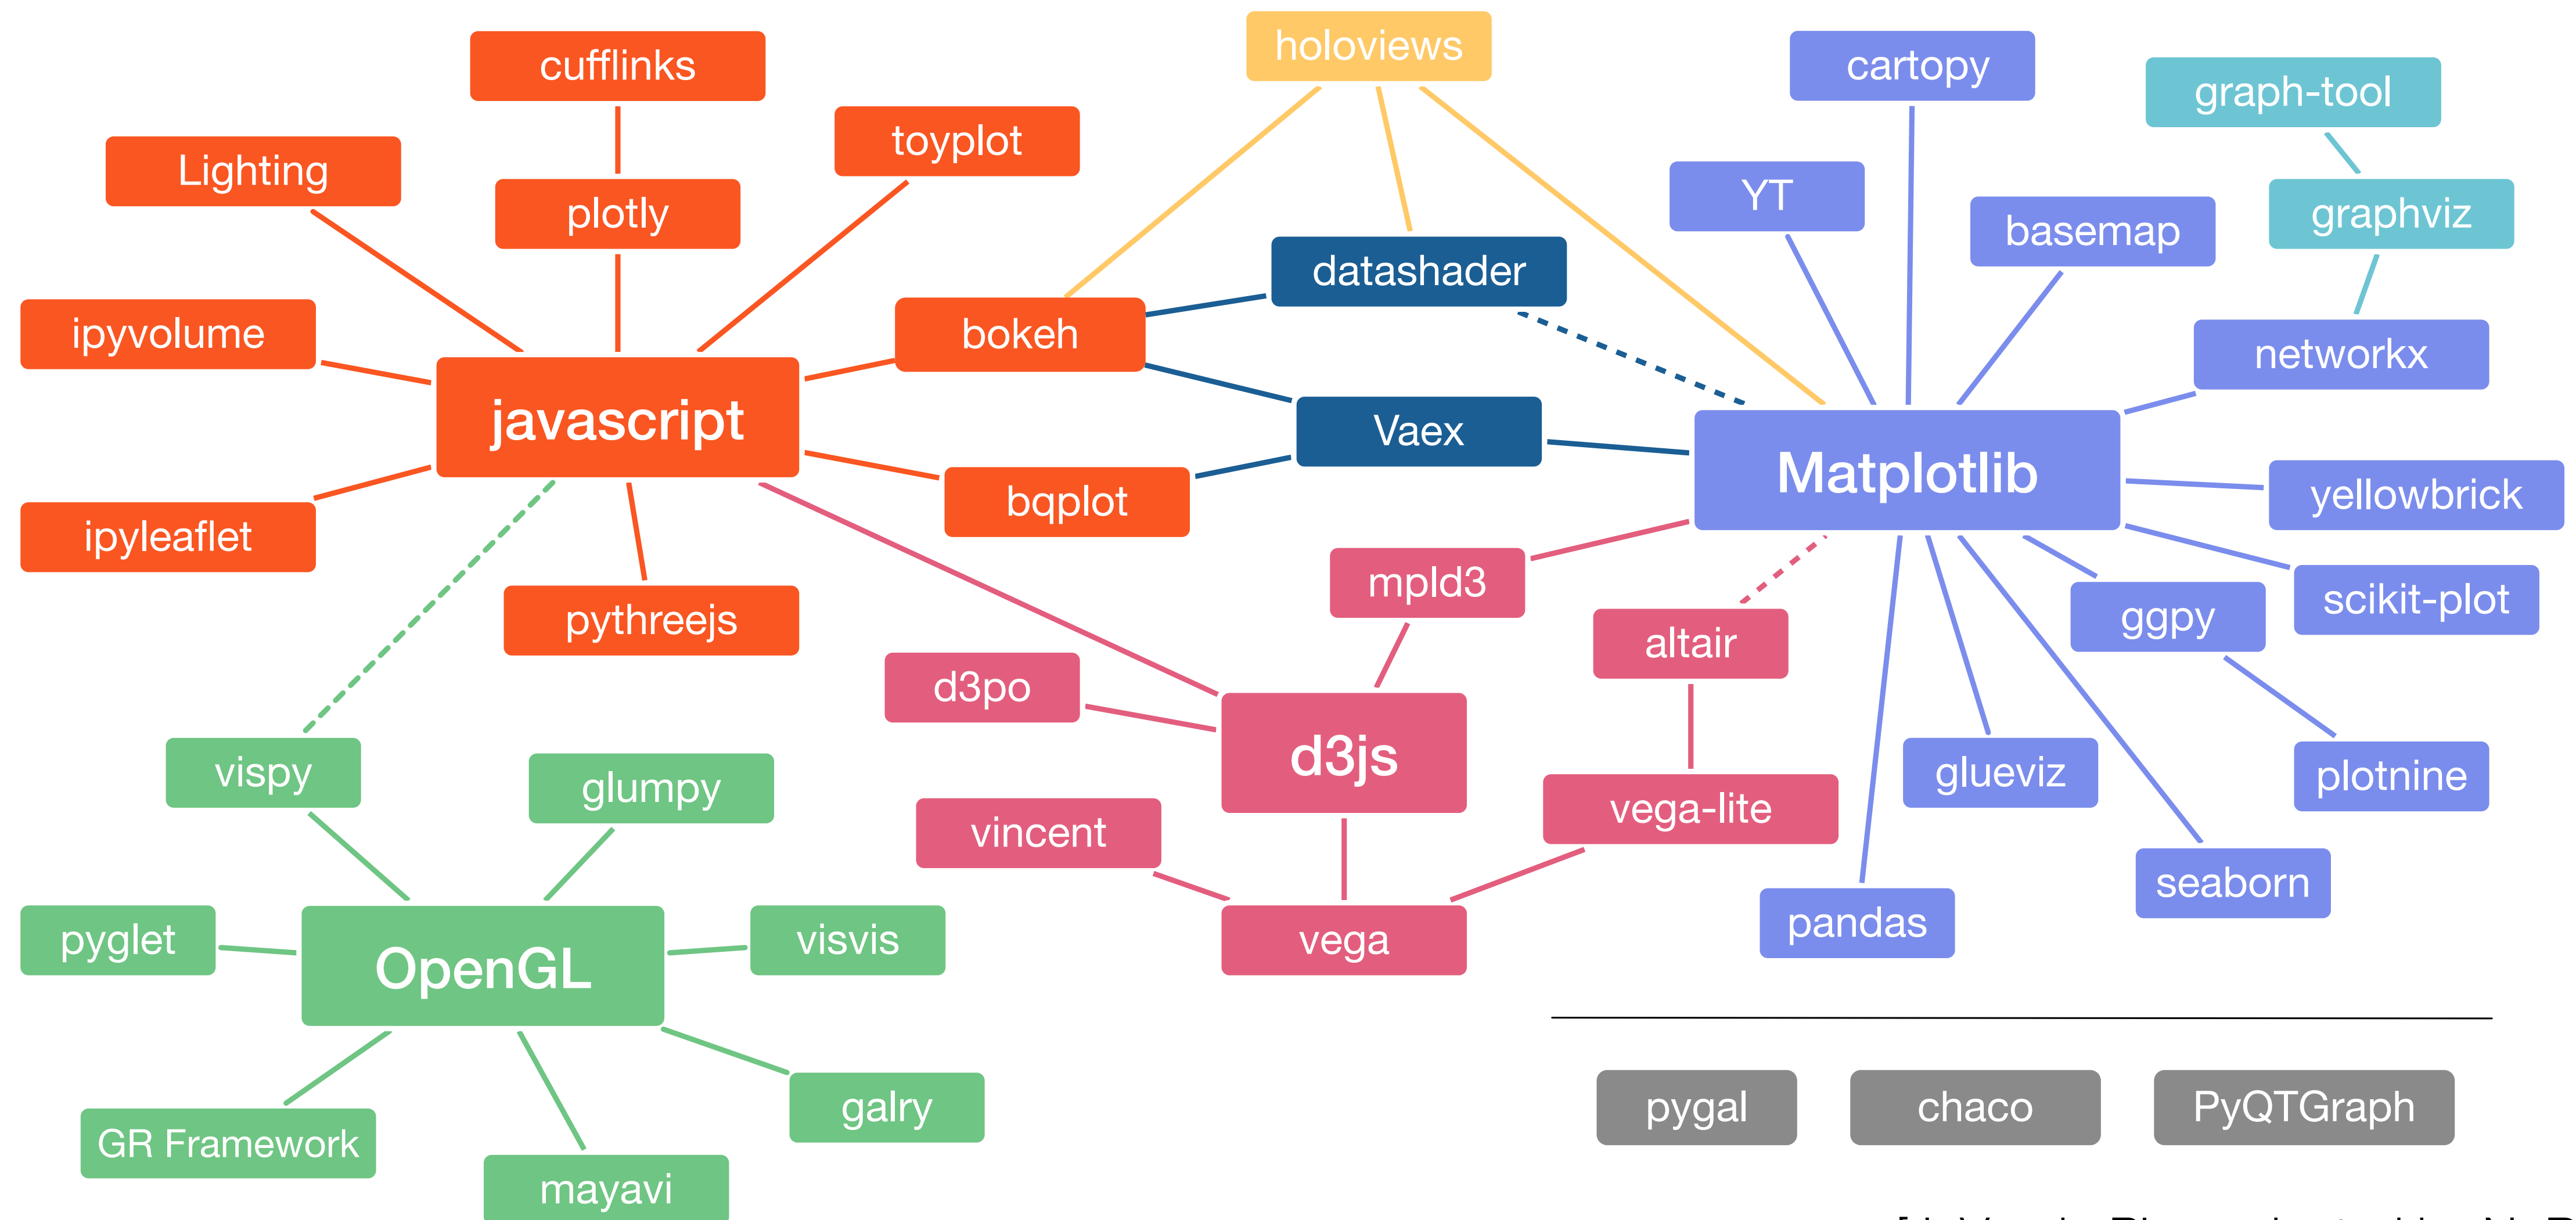 cufflinks
holoviews
cartopy
graph-tool
Lighting
toyplot
YT
plotly
basemap
graphviz
datashader
ipyvolume
bokeh
networkx
javascript
Vaex
Matplotlib
yellowbrick
bqplot
ipyleaflet
mpld3
scikit-plot
pythreejs
ggpy
altair
d3po
d3js
vispy
glumpy
glueviz
plotnine
vincent
vega-lite
seaborn
pandas
pyglet
visvis
vega
OpenGL
pygal
chaco
PyQTGraph
galry
GR Framework
mayavi